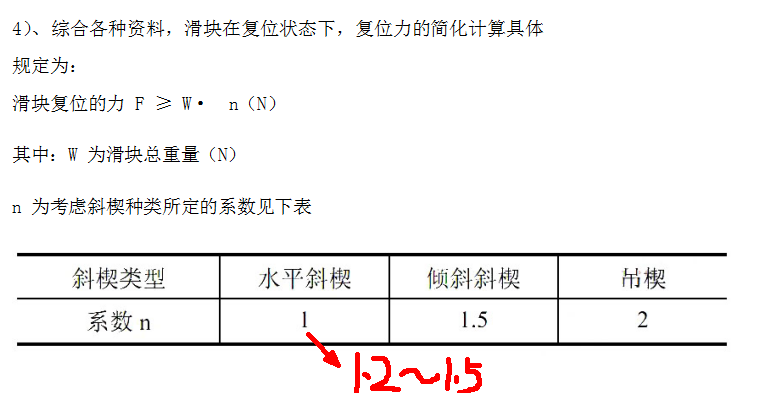 4)、综合各种资料，滑块在复位状态下，复位力的简化计算具体
规定为：
滑块复位的力 F ≥ W· n（N）
其中：W 为滑块总重量（N）
n 为考虑斜楔种类所定的系数见下表
斜楔类型 水平斜楔 倾斜斜楔 吊楔
系数 n 1 1.5 2
1.2～1.5